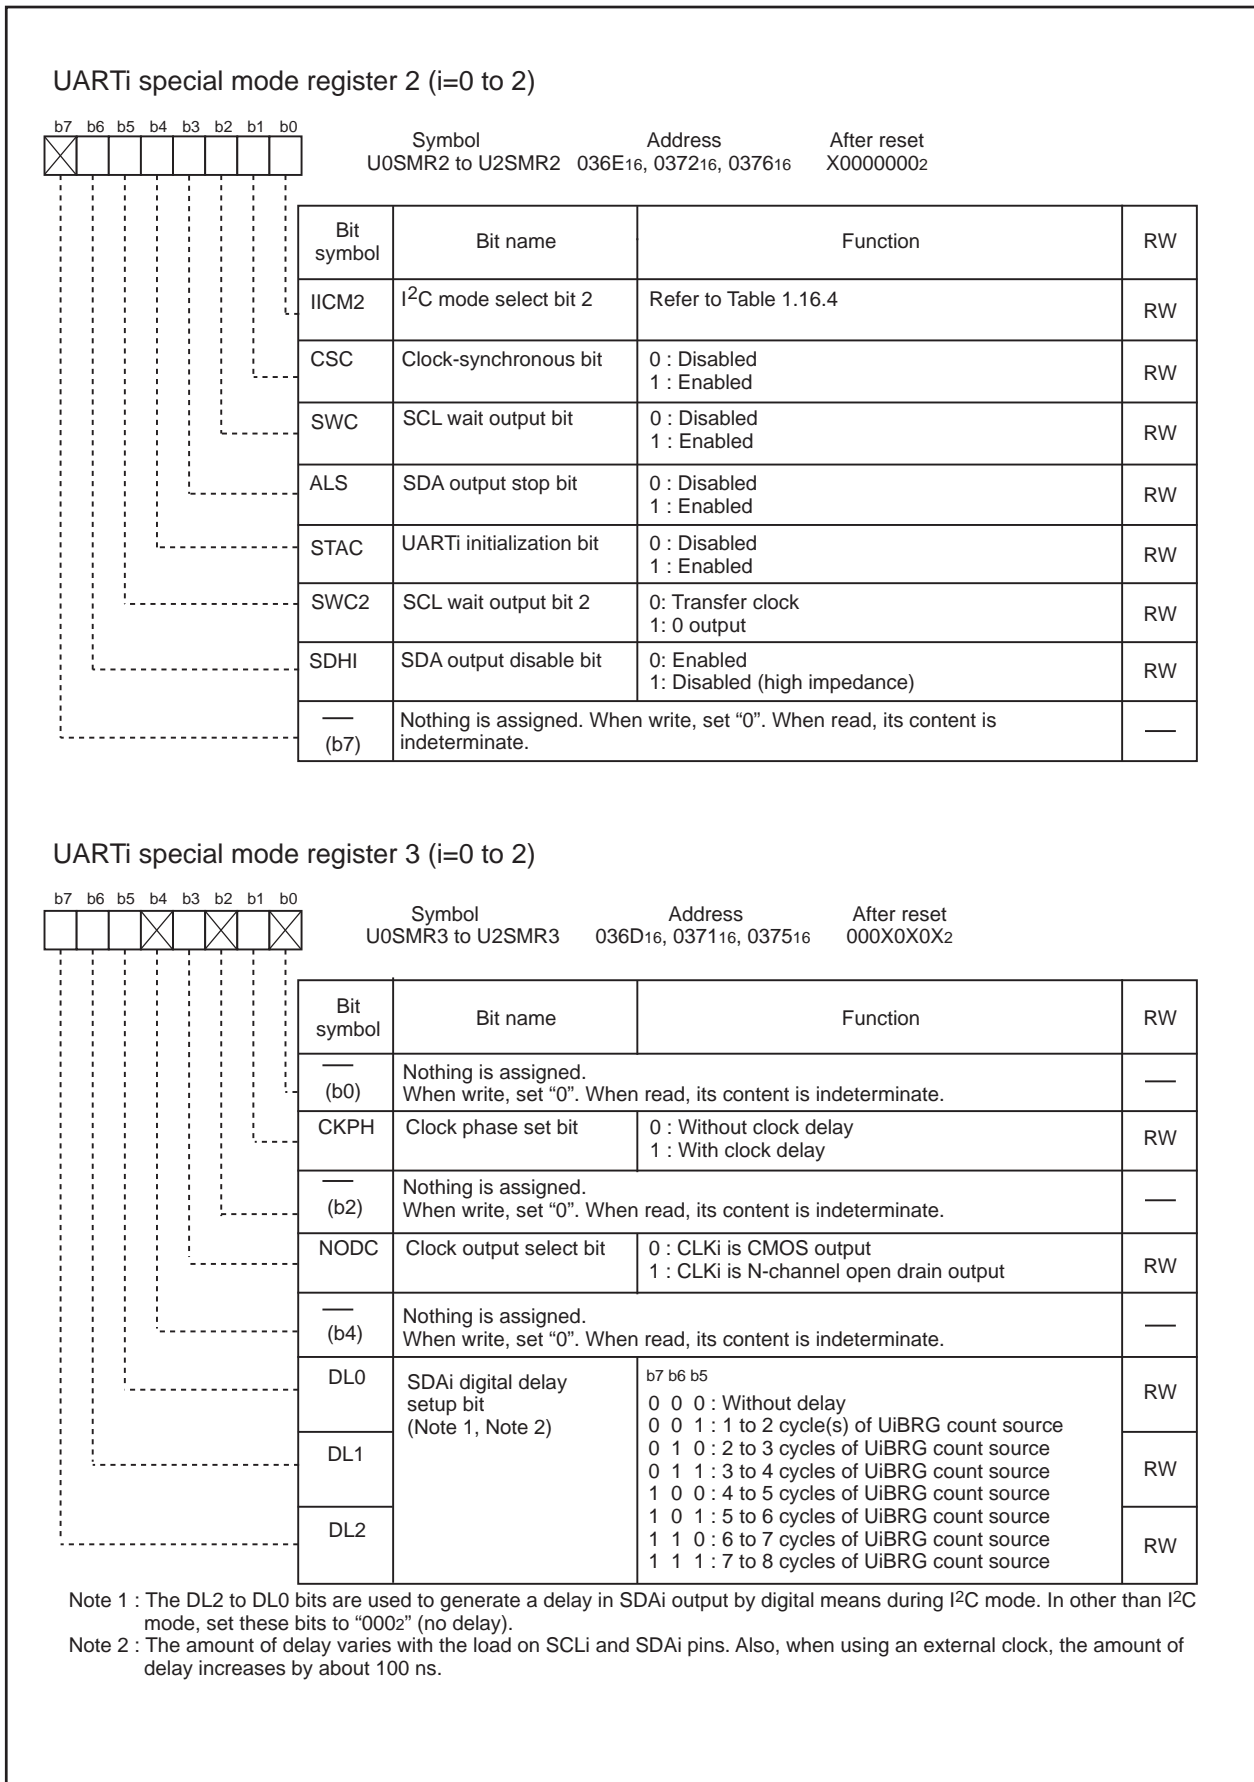 UARTi special mode register 2 (i=0 to 2)
b7 b6 b5 b4 b3 b2 b1 b0
Symbol Address After reset
U0SMR2 to U2SMR2 036E16, 037216, 037616 X00000002
Bit symbol Bit name Function RW
IICM2 I2C mode select bit 2 Refer to Table 1.16.4 RW
CSC Clock-synchronous bit 0 : Disabled
1 : Enabled RW
SWC SCL wait output bit 0 : Disabled
1 : Enabled RW
ALS SDA output stop bit 0 : Disabled
1 : Enabled RW
STAC UARTi initialization bit 0 : Disabled
1 : Enabled RW
SWC2 SCL wait output bit 2 0: Transfer clock
1: 0 output RW
SDHI SDA output disable bit 0: Enabled
1: Disabled (high impedance) RW
— Nothing is assigned. When write, set “0”. When read, its content is
(b7) indeterminate. —
UARTi special mode register 3 (i=0 to 2)
b7 b6 b5 b4 b3 b2 b1 b0
Symbol Address After reset
U0SMR3 to U2SMR3 036D16, 037116, 037516 000X0X0X2
Bit symbol Bit name Function RW
— Nothing is assigned.
(b0) When write, set “0”. When read, its content is indeterminate. —
CKPH Clock phase set bit 0 : Without clock delay
1 : With clock delay RW
— Nothing is assigned.
(b2) When write, set “0”. When read, its content is indeterminate. —
NODC Clock output select bit 0 : CLKi is CMOS output
1 : CLKi is N-channel open drain output RW
— Nothing is assigned.
(b4) When write, set “0”. When read, its content is indeterminate. —
DL0 SDAi digital delay setup bit (Note 1, Note 2) b7 b6 b5 RW
0 0 0 : Without delay
0 0 1 : 1 to 2 cycle(s) of UiBRG count source
0 1 0 : 2 to 3 cycles of UiBRG count source
DL1 0 1 1 : 3 to 4 cycles of UiBRG count source RW
1 0 0 : 4 to 5 cycles of UiBRG count source
1 0 1 : 5 to 6 cycles of UiBRG count source
DL2 1 1 0 : 6 to 7 cycles of UiBRG count source RW
1 1 1 : 7 to 8 cycles of UiBRG count source
Note 1 : The DL2 to DL0 bits are used to generate a delay in SDAi output by digital means during I2C mode. In other than I2C
mode, set these bits to “0002” (no delay).
Note 2 : The amount of delay varies with the load on SCLi and SDAi pins. Also, when using an external clock, the amount of
delay increases by about 100 ns.